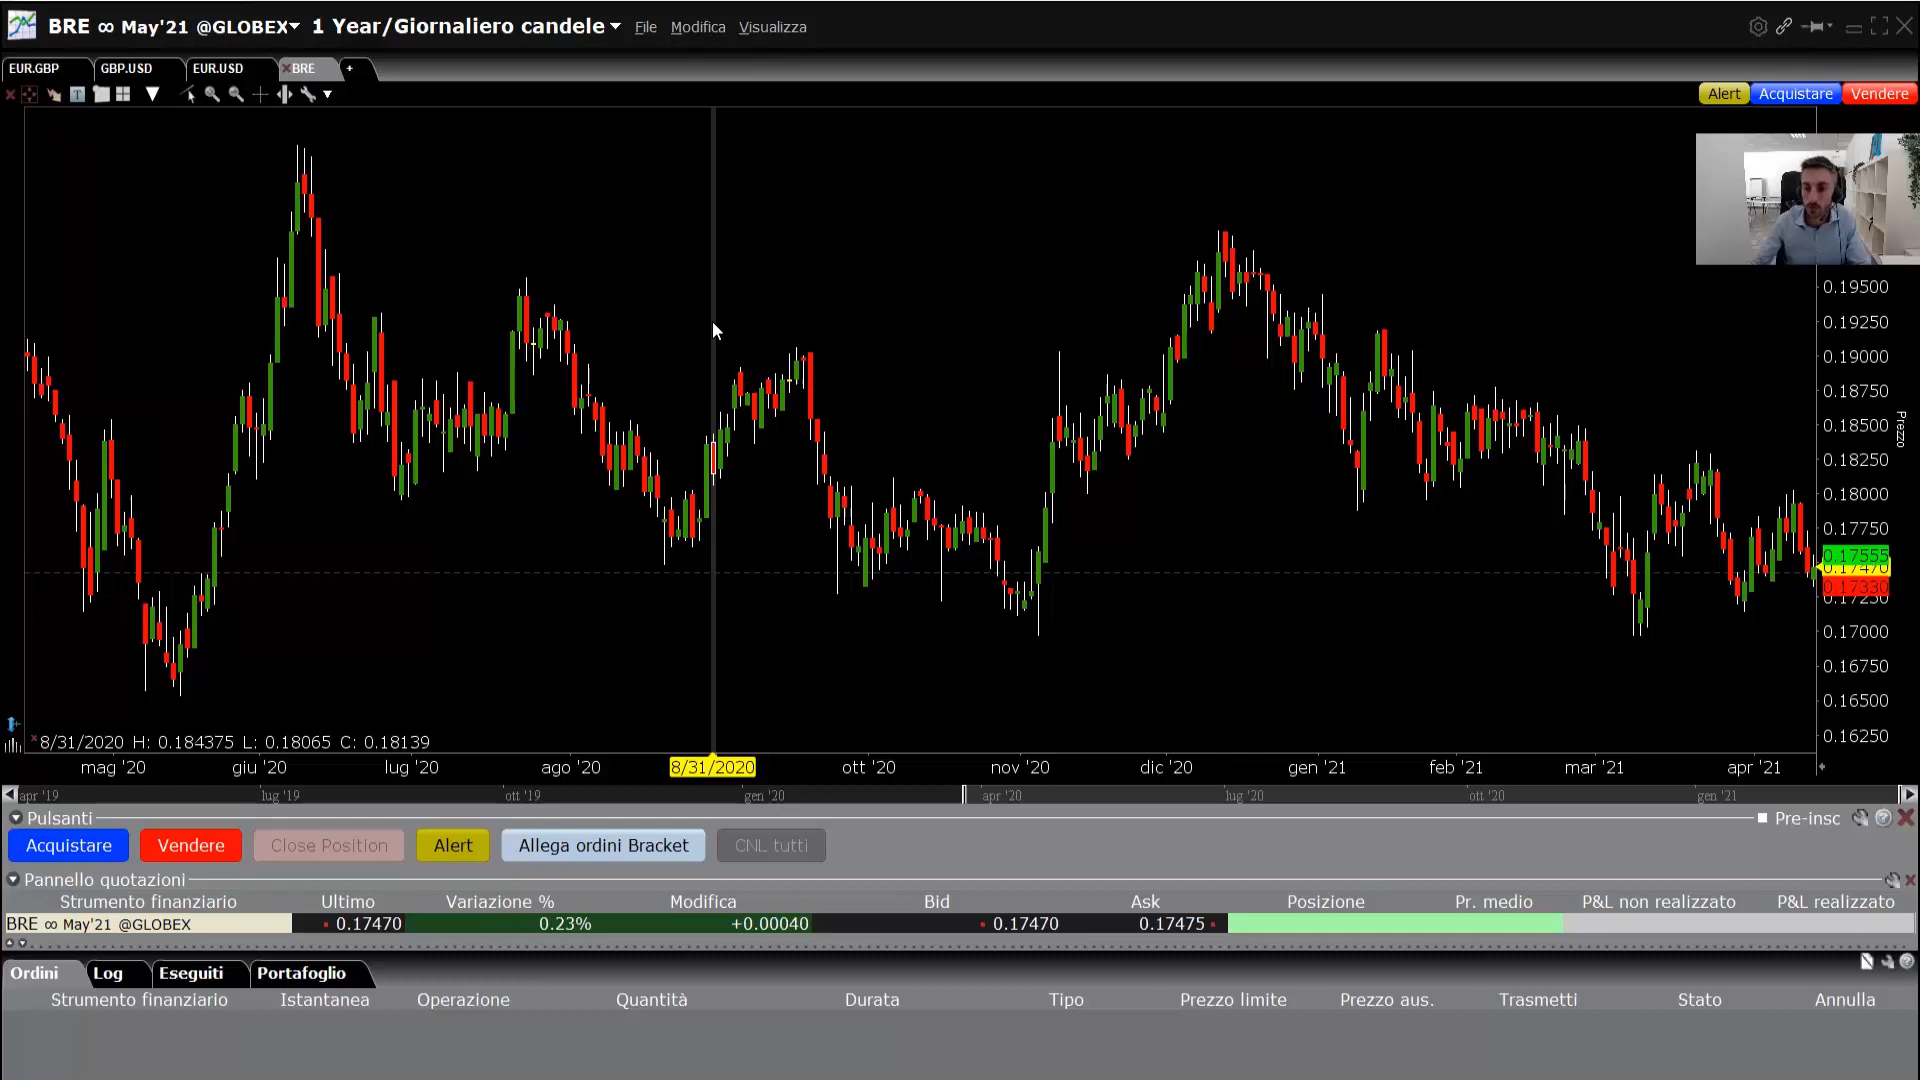 BRE ∞ May'21 @GLOBEX 1 Year/Giornaliero candele File Modifica Visualizza
EUR.GBP GBP.USD EUR.USD BRE +
Alert Acquistare Vendere
0.19500
0.19250
0.19000
0.18750
0.18500
0.18250
0.18000
0.17750
0.17555
0.17470
0.17330
0.17250
0.17000
0.16750
0.16500
0.16250
Prezzo
8/31/2020 H: 0.184375 L: 0.18065 C: 0.18139
mag '20 giu '20 lug '20 ago '20 8/31/2020 ott '20 nov '20 dic '20 gen '21 feb '21 mar '21 apr '21
apr '19 lug '19 ott '19 gen '20 apr '20 lug '20 ott '20 gen '21
Pulsanti Pre-insc
Acquistare Vendere Close Position Alert Allega ordini Bracket CNL tutti
Pannello quotazioni
Strumento finanziario Ultimo Variazione % Modifica Bid Ask Posizione Pr. medio P&L non realizzato P&L realizzato
BRE ∞ May'21 @GLOBEX 0.17470 0.23% +0.00040 0.17470 0.17475
Ordini Log Eseguiti Portafoglio
Strumento finanziario Istantanea Operazione Quantità Durata Tipo Prezzo limite Prezzo aus. Trasmetti Stato Annulla